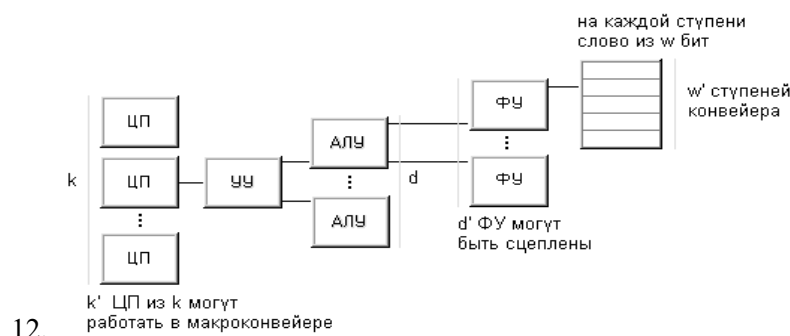 на каждой ступени
слово из w бит
ЦП
ФУ
w' ступеней
конвейера
АЛУ
k
ЦП
УУ
d
ФУ
АЛУ
d' ФУ могут
быть сцеплены
ЦП
k' ЦП из k могут
работать в макроконвейере
12.